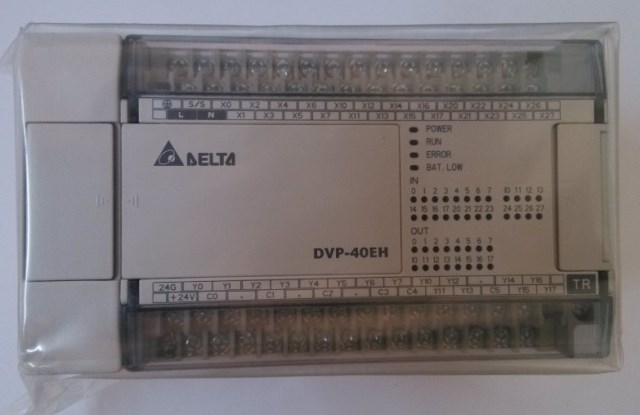 S/S X0 X2 X4 X6 X10 X12 X14 X16 X20 X22 X24 X26
L N X1 X3 X5 X7 X11 X13 X15 X17 X21 X23 X25 X27
DELTA
POWER
RUN
ERROR
BAT.LOW
IN
0 1 2 3 4 5 6 7 10 11 12 13
14 15 16 17 20 21 22 23 24 25 26 27
OUT
0 1 2 3 4 5 6 7
10 11 12 13 14 15 16 17
DVP-40EH
24G Y0 Y1 Y2 Y3 Y4 Y5 Y6 Y7 Y10 Y12 . Y14 Y16 .
+24V C0 . C1 . C2 . C3 C4 Y11 Y13 C5 Y15 Y17
TR